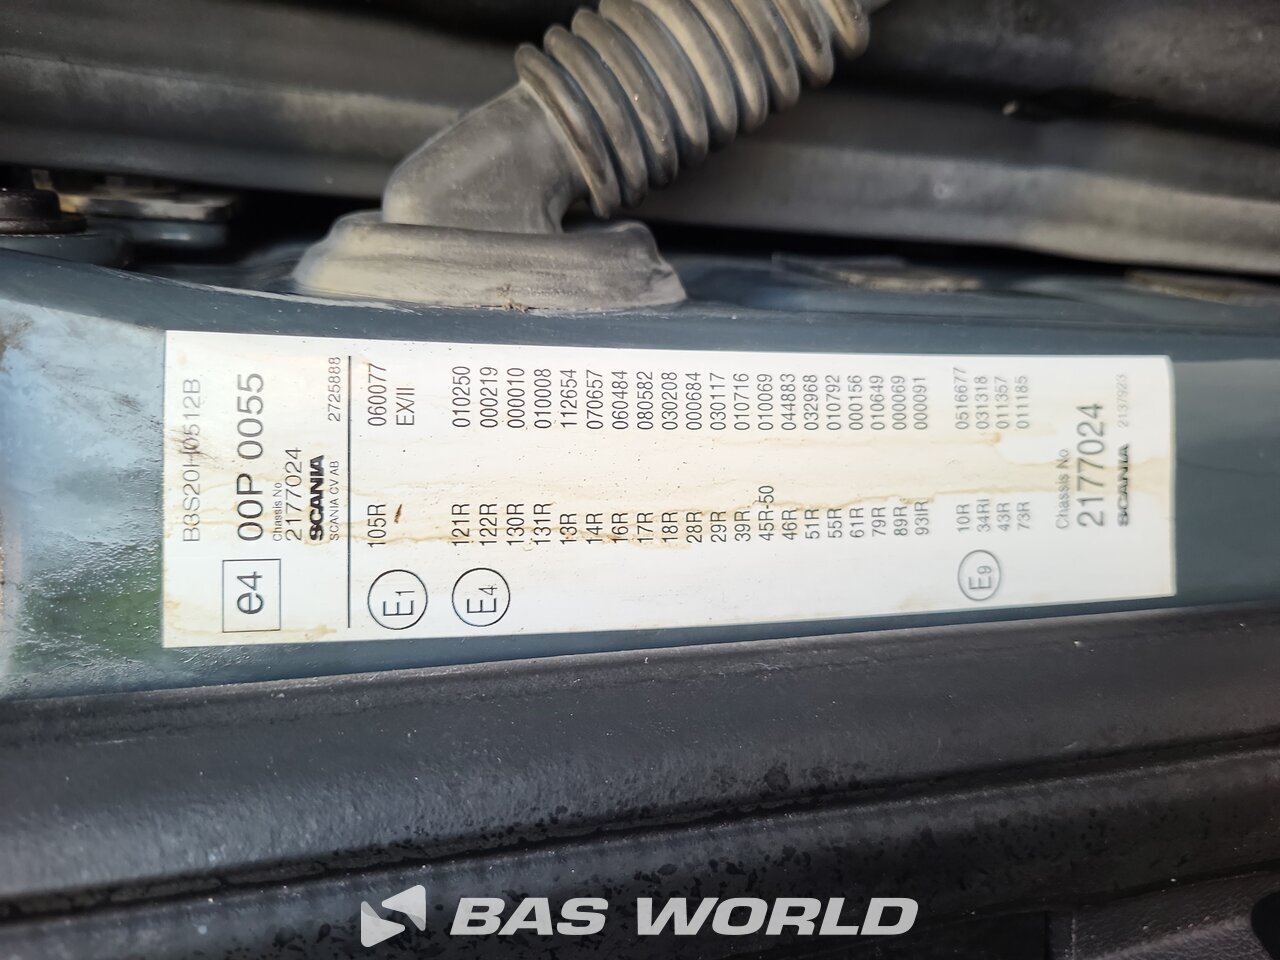 B3S20H0512B
e4 00P 0055
Chassis No
2177024
SCANIA
SCANIA CV AB 2725888
E1 105R 060077
EX/II
E4 121R 010250
122R 000219
130R 000010
131R 010008
13R 112654
14R 070657
16R 060484
17R 080582
18R 030208
28R 000684
29R 030117
39R 010716
45R-50 010069
46R 044883
51R 032968
55R 010792
61R 000156
79R 010649
89R 000069
93IR 000091
E9 10R 0516677
34RI 031318
43R 011357
73R 011185
Chassis No
2177024
SCANIA 2137923
BAS WORLD